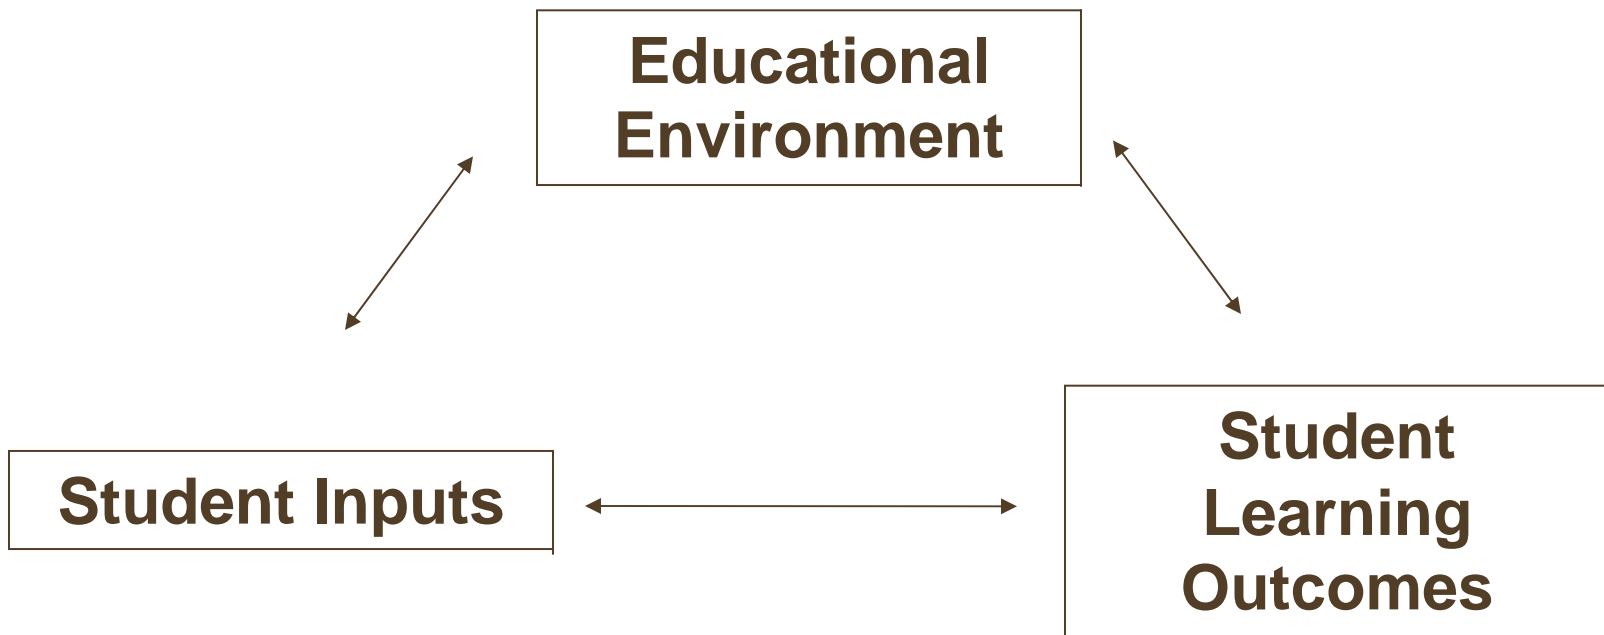 Educational
Environment
Student Inputs
Student
Learning
Outcomes